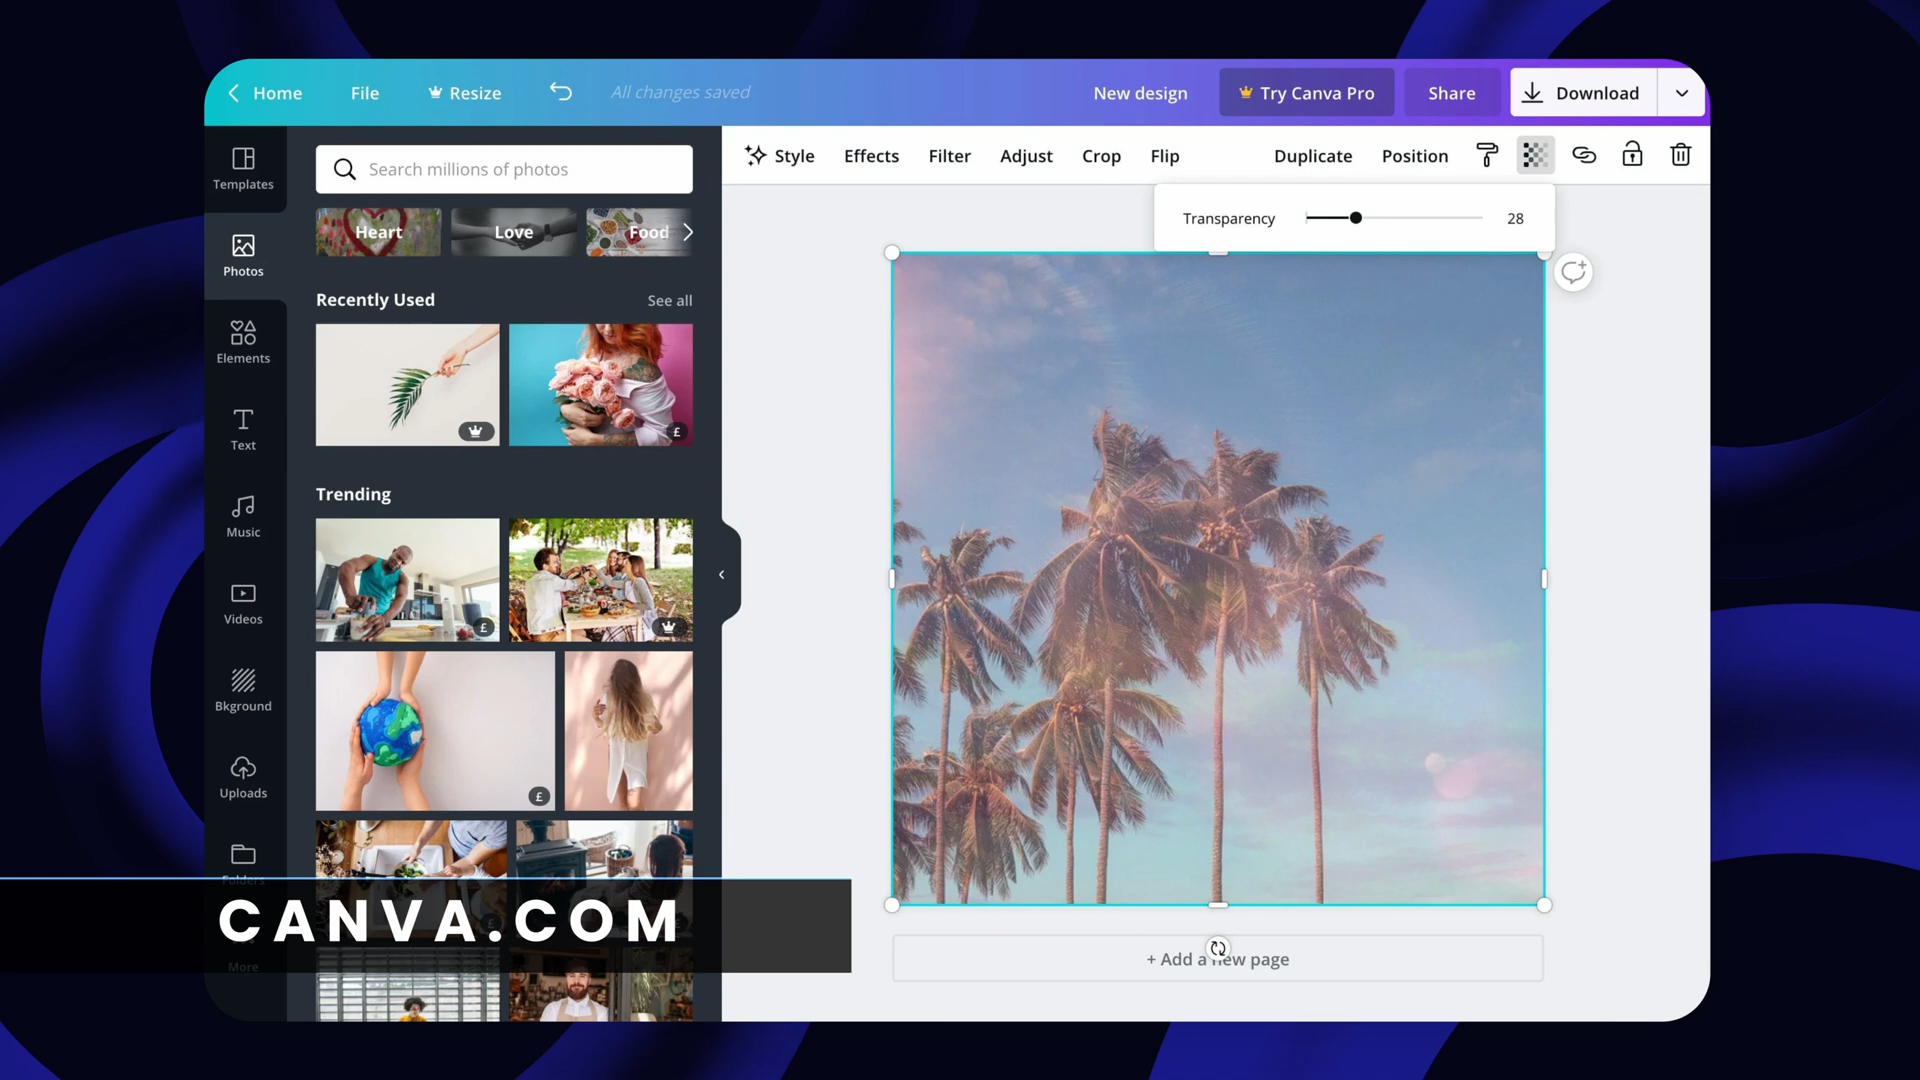 Home File Resize All changes saved New design Try Canva Pro Share Download
Templates
Photos
Elements
Text
Music
Videos
Bkground
Uploads
Folders
More
Search millions of photos
Heart Love Food
Recently Used See all
£
Trending
£
£
Style Effects Filter Adjust Crop Flip Duplicate Position
Transparency 28
+ Add a new page
CANVA.COM